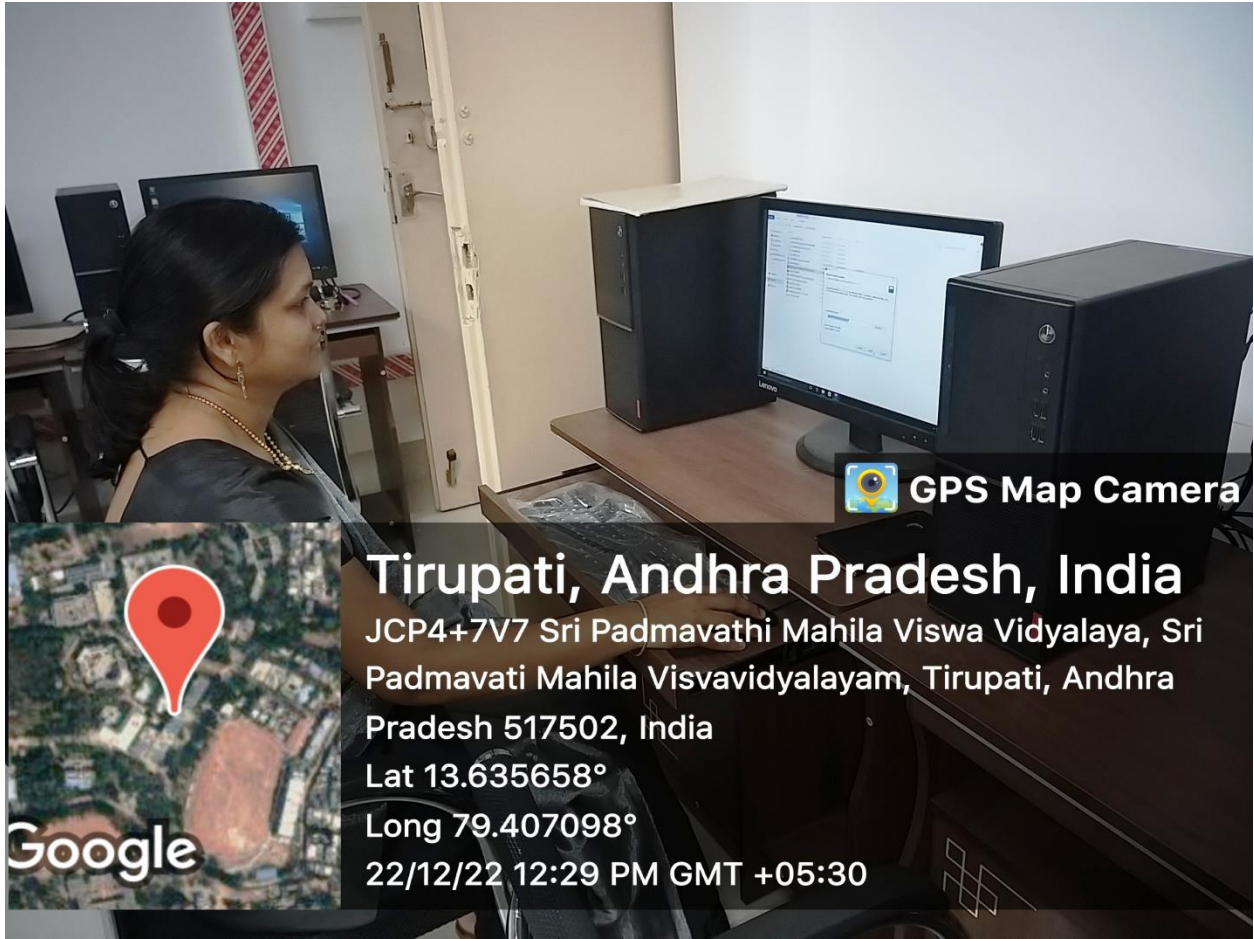 Lenovo
GPS Map Camera
Tirupati, Andhra Pradesh, India
JCP4+7V7 Sri Padmavathi Mahila Viswa Vidyalaya, Sri
Padmavati Mahila Visvavidyalayam, Tirupati, Andhra
Pradesh 517502, India
Lat 13.635658°
Long 79.407098°
22/12/22 12:29 PM GMT +05:30
Google